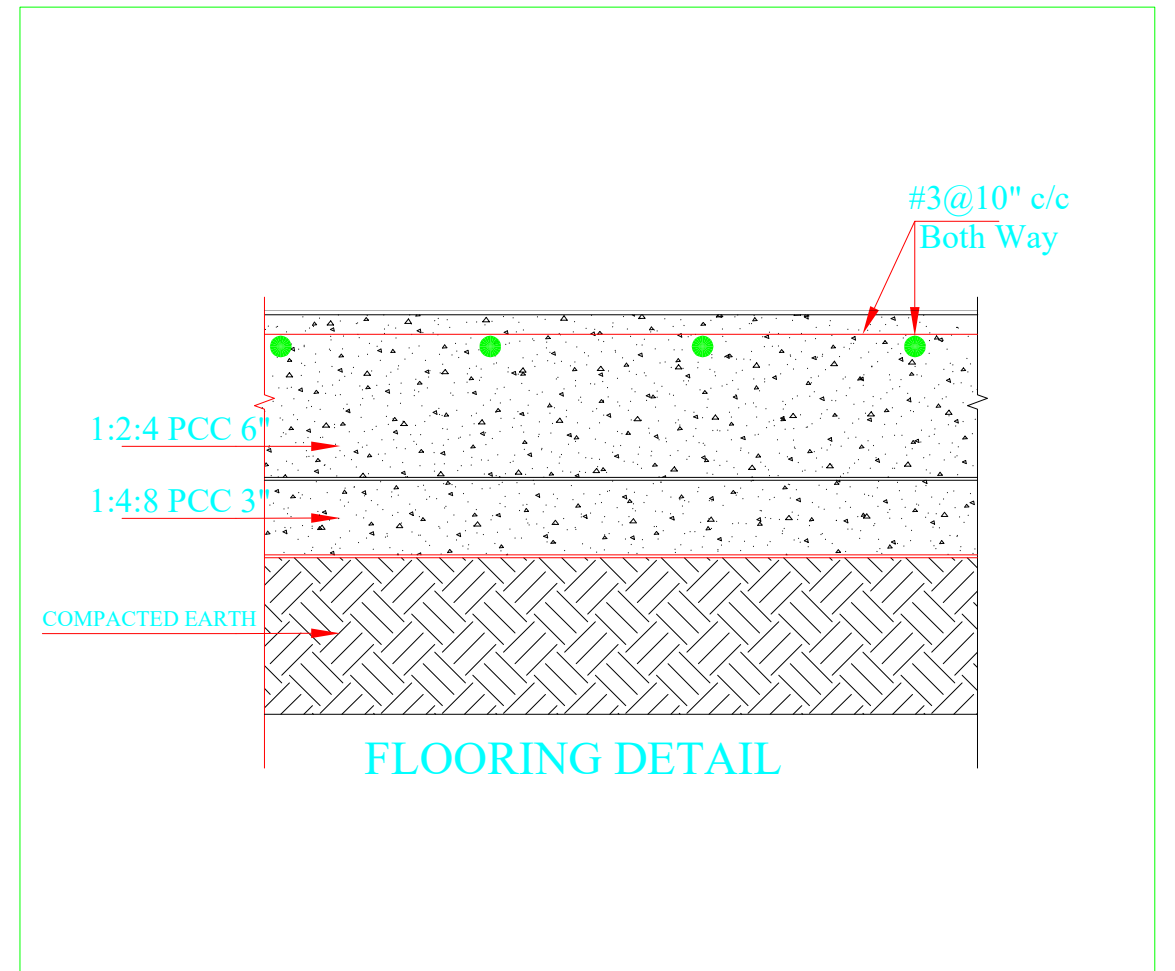 #3@10" c/c
Both Way
1:2:4 PCC 6"
1:4:8 PCC 3"
COMPACTED EARTH
FLOORING DETAIL